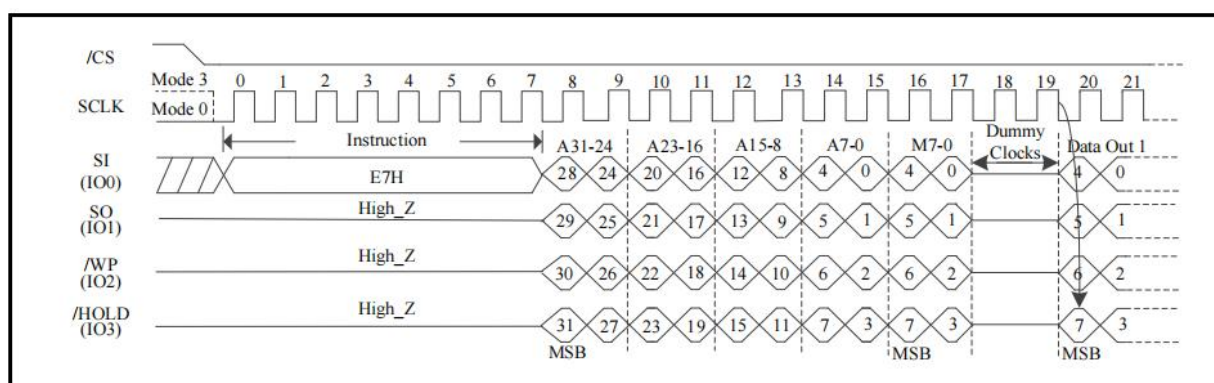 /CS
Mode 3 0 1 2 3 4 5 6 7 8 9 10 11 12 13 14 15 16 17 18 19 20 21
SCLK Mode 0
Instruction A31-24 A23-16 A15-8 A7-0 M7-0 Dummy Clocks Data Out 1
SI (IO0) E7H 28 24 20 16 12 8 4 0 4 0 4 0
SO (IO1) High_Z 29 25 21 17 13 9 5 1 5 1 5 1
/WP (IO2) High_Z 30 26 22 18 14 10 6 2 6 2 6 2
/HOLD (IO3) High_Z 31 27 23 19 15 11 7 3 7 3 7 3
MSB MSB MSB